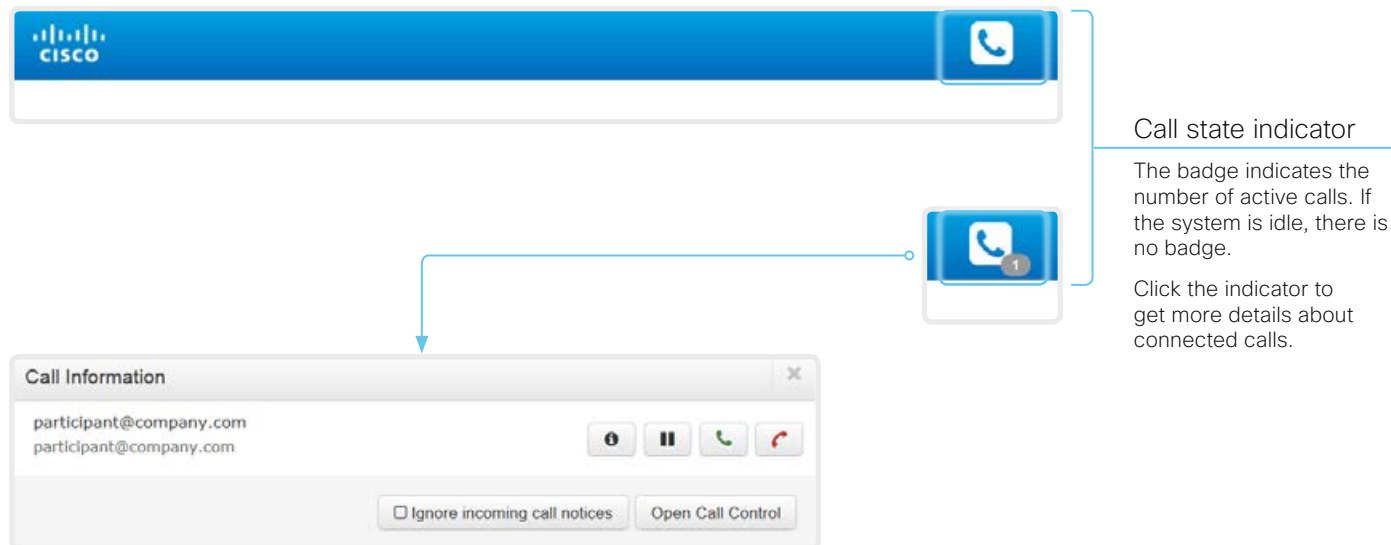 CISCO
Call state indicator
The badge indicates the
number of active calls. If
the system is idle, there is
no badge.
Click the indicator to
get more details about
connected calls.
1
Call Information
participant@company.com
participant@company.com
Ignore incoming call notices
Open Call Control